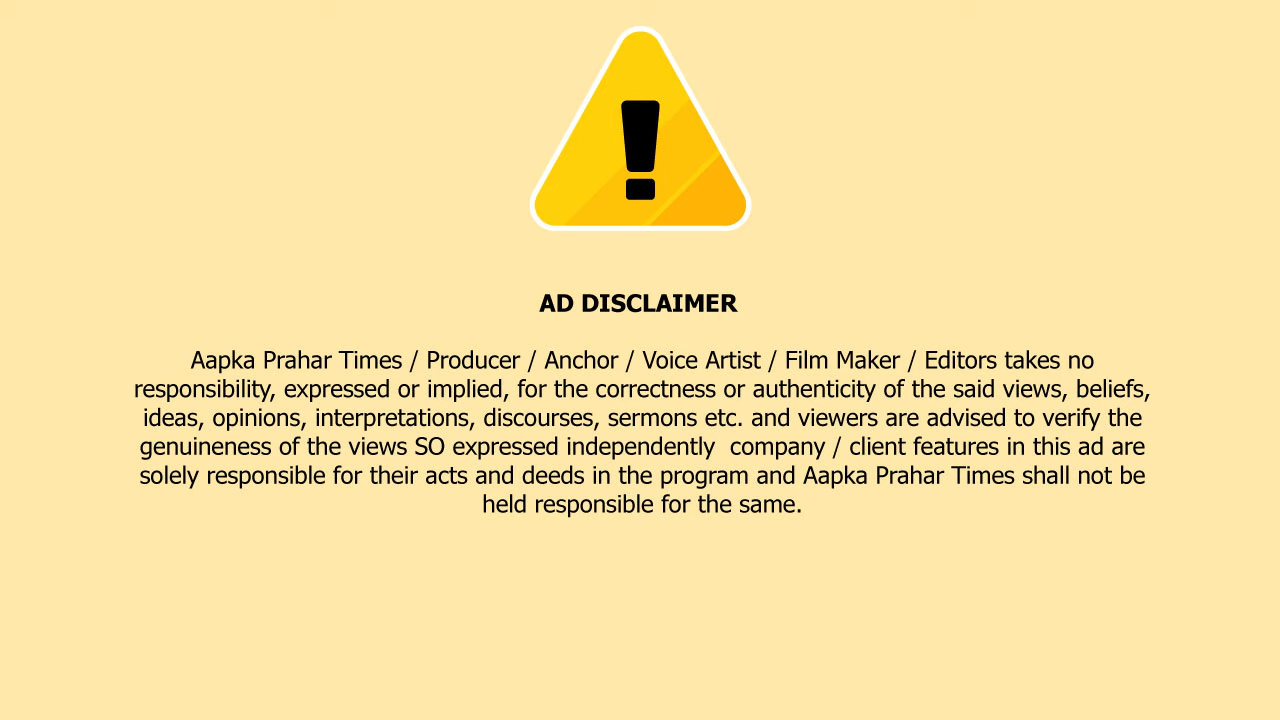 AD DISCLAIMER
Aapka Prahar Times / Producer / Anchor / Voice Artist / Film Maker / Editors takes no
responsibility, expressed or implied, for the correctness or authenticity of the said views, beliefs,
ideas, opinions, interpretations, discourses, sermons etc. and viewers are advised to verify the
genuineness of the views SO expressed independently  company / client features in this ad are
solely responsible for their acts and deeds in the program and Aapka Prahar Times shall not be
held responsible for the same.